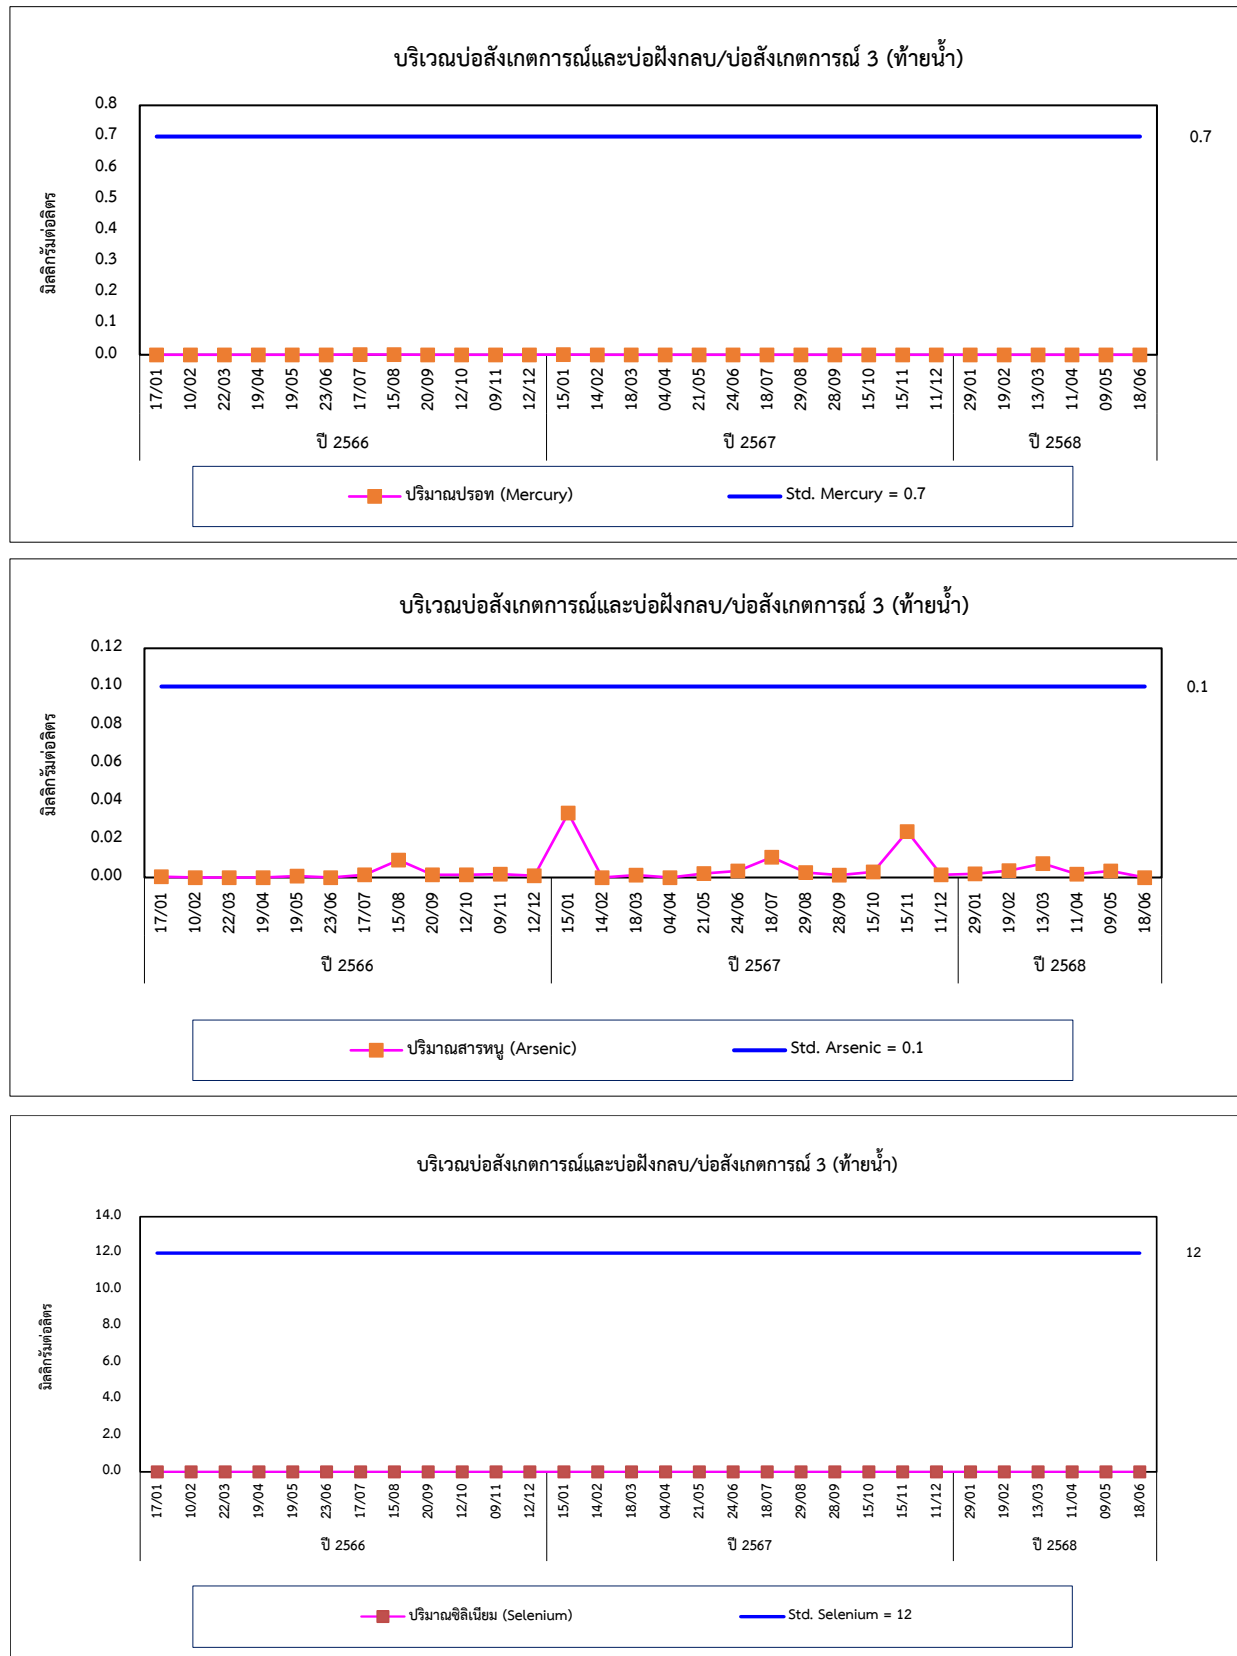 บริเวณบ่อสังเกตการณ์และบ่อฝังกลบ/บ่อสังเกตการณ์ 3 (ท้ายน้ำ)
มิลลิกรัมต่อลิตร
0.8
0.7
0.6
0.5
0.4
0.3
0.2
0.1
0.0
0.7
17/01 10/02 22/03 19/04 19/05 23/06 17/07 15/08 20/09 12/10 09/11 12/12 15/01 14/02 18/03 04/04 21/05 24/06 18/07 29/08 28/09 15/10 15/11 11/12 29/01 19/02 13/03 11/04 09/05 18/06
ปี 2566 ปี 2567 ปี 2568
ปริมาณปรอท (Mercury) Std. Mercury = 0.7
บริเวณบ่อสังเกตการณ์และบ่อฝังกลบ/บ่อสังเกตการณ์ 3 (ท้ายน้ำ)
มิลลิกรัมต่อลิตร
0.12
0.10
0.08
0.06
0.04
0.02
0.00
0.1
17/01 10/02 22/03 19/04 19/05 23/06 17/07 15/08 20/09 12/10 09/11 12/12 15/01 14/02 18/03 04/04 21/05 24/06 18/07 29/08 28/09 15/10 15/11 11/12 29/01 19/02 13/03 11/04 09/05 18/06
ปี 2566 ปี 2567 ปี 2568
ปริมาณสารหนู (Arsenic) Std. Arsenic = 0.1
บริเวณบ่อสังเกตการณ์และบ่อฝังกลบ/บ่อสังเกตการณ์ 3 (ท้ายน้ำ)
มิลลิกรัมต่อลิตร
14.0
12.0
10.0
8.0
6.0
4.0
2.0
0.0
12
17/01 10/02 22/03 19/04 19/05 23/06 17/07 15/08 20/09 12/10 09/11 12/12 15/01 14/02 18/03 04/04 21/05 24/06 18/07 29/08 28/09 15/10 15/11 11/12 29/01 19/02 13/03 11/04 09/05 18/06
ปี 2566 ปี 2567 ปี 2568
ปริมาณซิลิเนียม (Selenium) Std. Selenium = 12